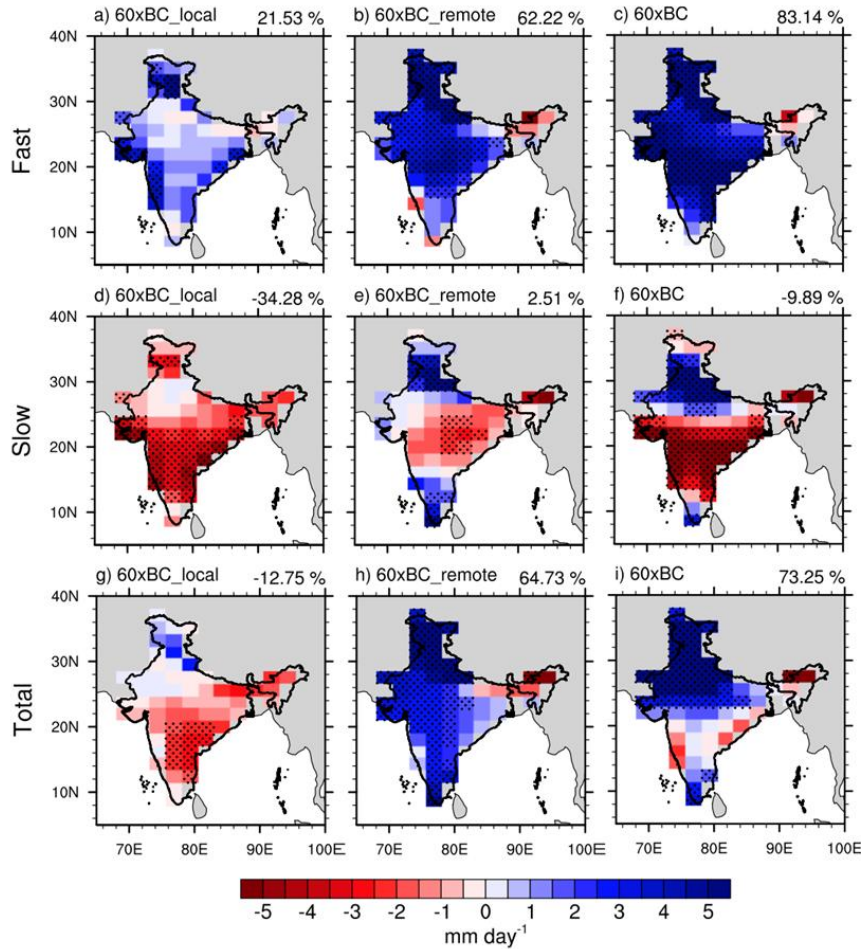 a) 60xBC_local 21.53 % b) 60xBC_remote 62.22 % c) 60xBC 83.14 %
40N
30N
Fast
20N
10N
d) 60xBC_local -34.28 % e) 60xBC_remote 2.51 % f) 60xBC -9.89 %
40N
30N
Slow
20N
10N
g) 60xBC_local -12.75 % h) 60xBC_remote 64.73 % i) 60xBC 73.25 %
40N
30N
Total
20N
10N
70E 80E 90E 100E 70E 80E 90E 100E 70E 80E 90E 100E
-5 -4 -3 -2 -1 0 1 2 3 4 5
mm day⁻¹